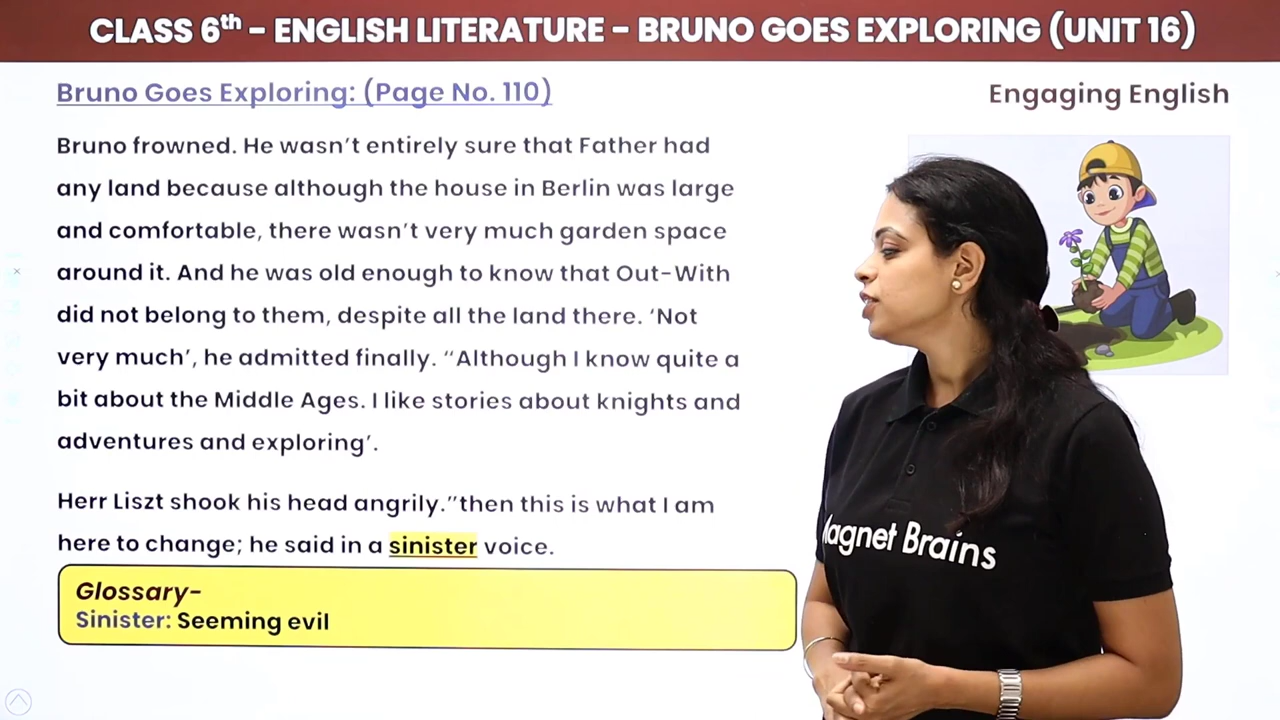 CLASS 6th – ENGLISH LITERATURE – BRUNO GOES EXPLORING (UNIT 16)
Bruno Goes Exploring: (Page No. 110)
Engaging English
Bruno frowned. He wasn’t entirely sure that Father had
any land because although the house in Berlin was large
and comfortable, there wasn’t very much garden space
around it. And he was old enough to know that Out-With
did not belong to them, despite all the land there. ‘Not
very much’, he admitted finally. “Although I know quite a
bit about the Middle Ages. I like stories about knights and
adventures and exploring’.
Herr Liszt shook his head angrily.”then this is what I am
here to change; he said in a sinister voice.
Glossary-
Sinister: Seeming evil
Magnet Brains